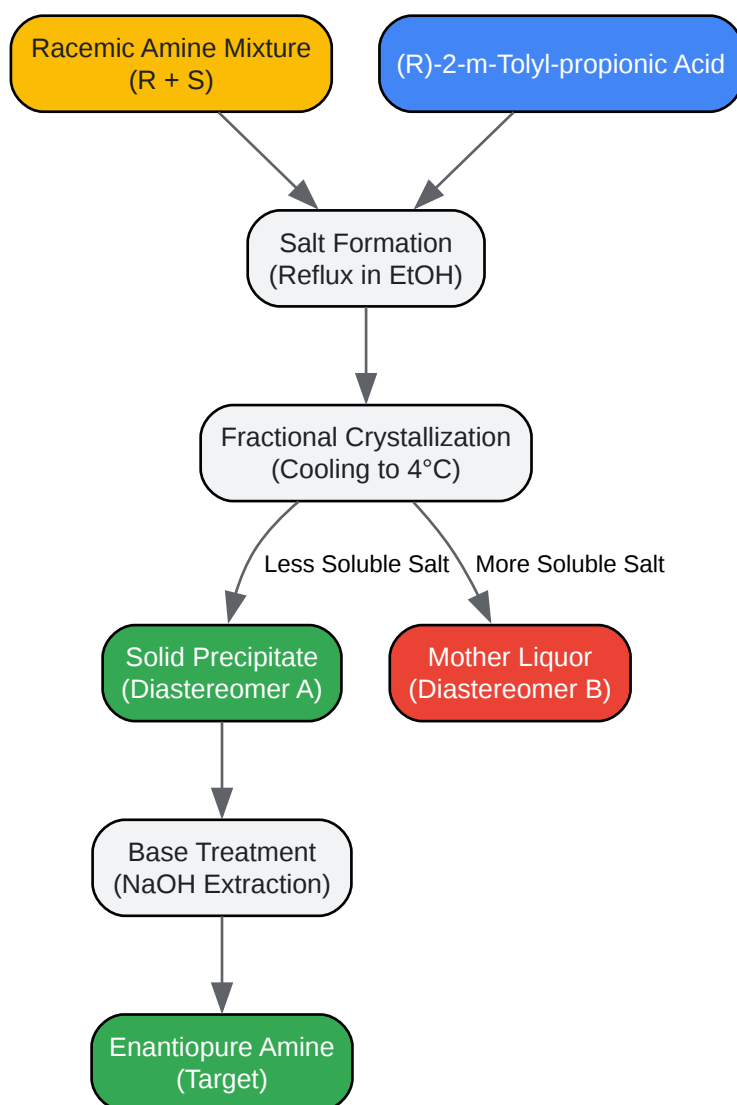 Racemic Amine Mixture
(R + S)
(R)-2-m-Tolyl-propionic Acid
Salt Formation
(Reflux in EtOH)
Fractional Crystallization
(Cooling to 4°C)
Less Soluble Salt
More Soluble Salt
Solid Precipitate
(Diastereomer A)
Mother Liquor
(Diastereomer B)
Base Treatment
(NaOH Extraction)
Enantiopure Amine
(Target)